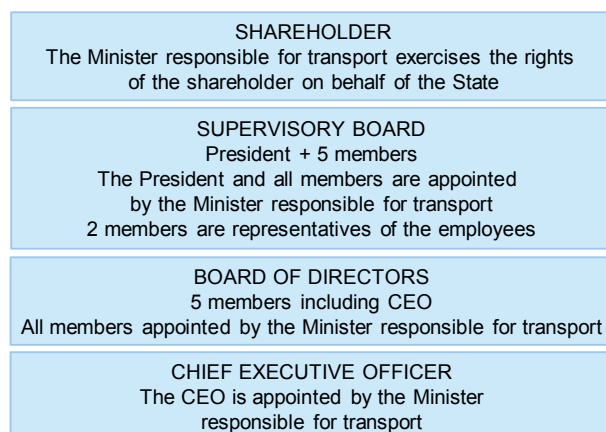 SHAREHOLDER
The Minister responsible for transport exercises the rights
of the shareholder on behalf of the State
SUPERVISORY BOARD
President + 5 members
The President and all members are appointed
by the Minister responsible for transport
2 members are representatives of the employees
BOARD OF DIRECTORS
5 members including CEO
All members appointed by the Minister responsible for transport
CHIEF EXECUTIVE OFFICER
The CEO is appointed by the Minister
responsible for transport